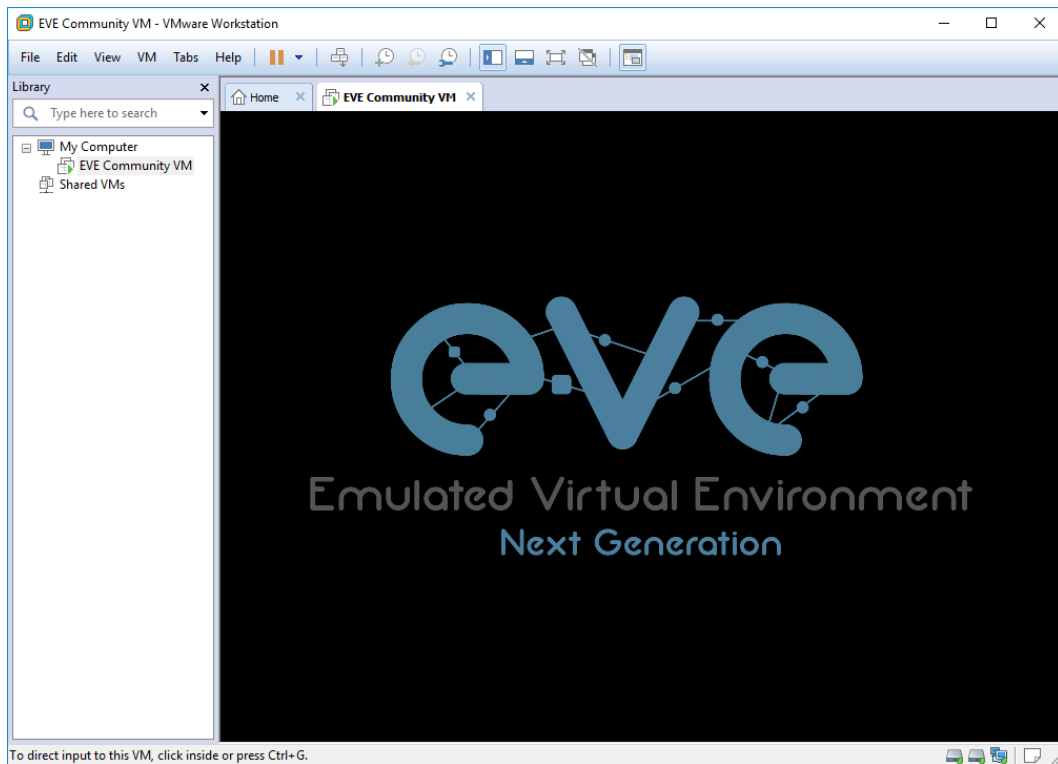 EVE Community VM - VMware Workstation
File Edit View VM Tabs Help
Library
Type here to search
Home
EVE Community VM
My Computer
EVE Community VM
Shared VMs
eve
Emulated Virtual Environment
Next Generation
To direct input to this VM, click inside or press Ctrl+G.